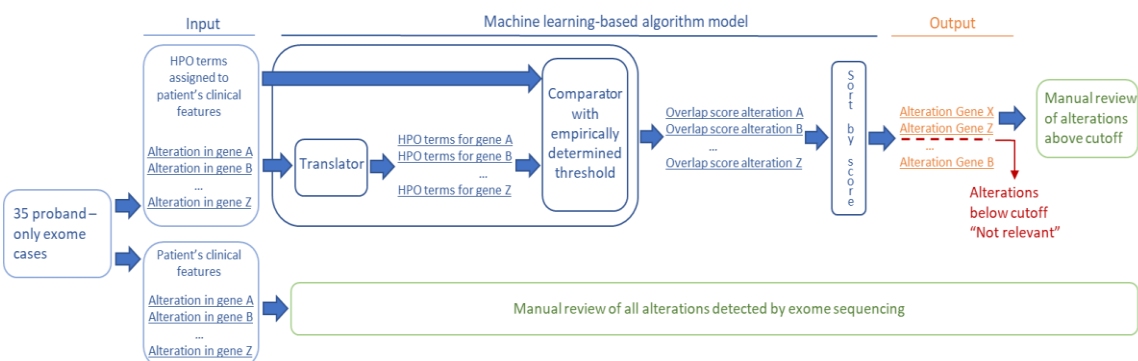 Input
Machine learning-based algorithm model
Output
HPO terms
assigned to
patient's clinical
features
Alteration in gene A
Alteration in gene B
...
Alteration in gene Z
Translator
HPO terms for gene A
HPO terms for gene B
...
HPO terms for gene Z
Comparator
with
empirically
determined
threshold
Overlap score alteration A
Overlap score alteration B
...
Overlap score alteration Z
Sort by score
Alteration Gene X
Alteration Gene Z
...
Alteration Gene B
Manual review
of alterations
above cutoff
Alterations
below cutoff
“Not relevant”
35 proband –
only exome
cases
Patient's clinical
features
Alteration in gene A
Alteration in gene B
...
Alteration in gene Z
Manual review of all alterations detected by exome sequencing